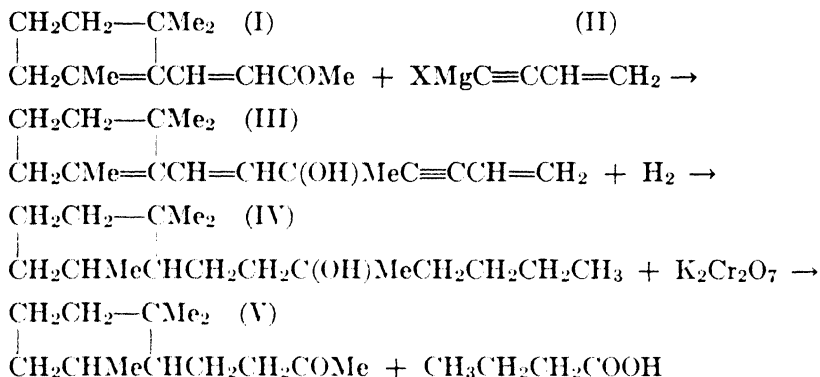 CH₂CH₂—CMe₂ (I) (II)
CH₂CMe=CCH=CHCOMe + XMgC≡CCH=CH₂ →
CH₂CH₂—CMe₂ (III)
CH₂CMe=CCH=CHC(OH)MeC≡CCH=CH₂ + H₂ →
CH₂CH₂—CMe₂ (IV)
CH₂CHMeCHCH₂CH₂C(OH)MeCH₂CH₂CH₂CH₃ + K₂Cr₂O₇ →
CH₂CH₂—CMe₂ (V)
CH₂CHMeCHCH₂CH₂COMe + CH₃CH₂CH₂COOH